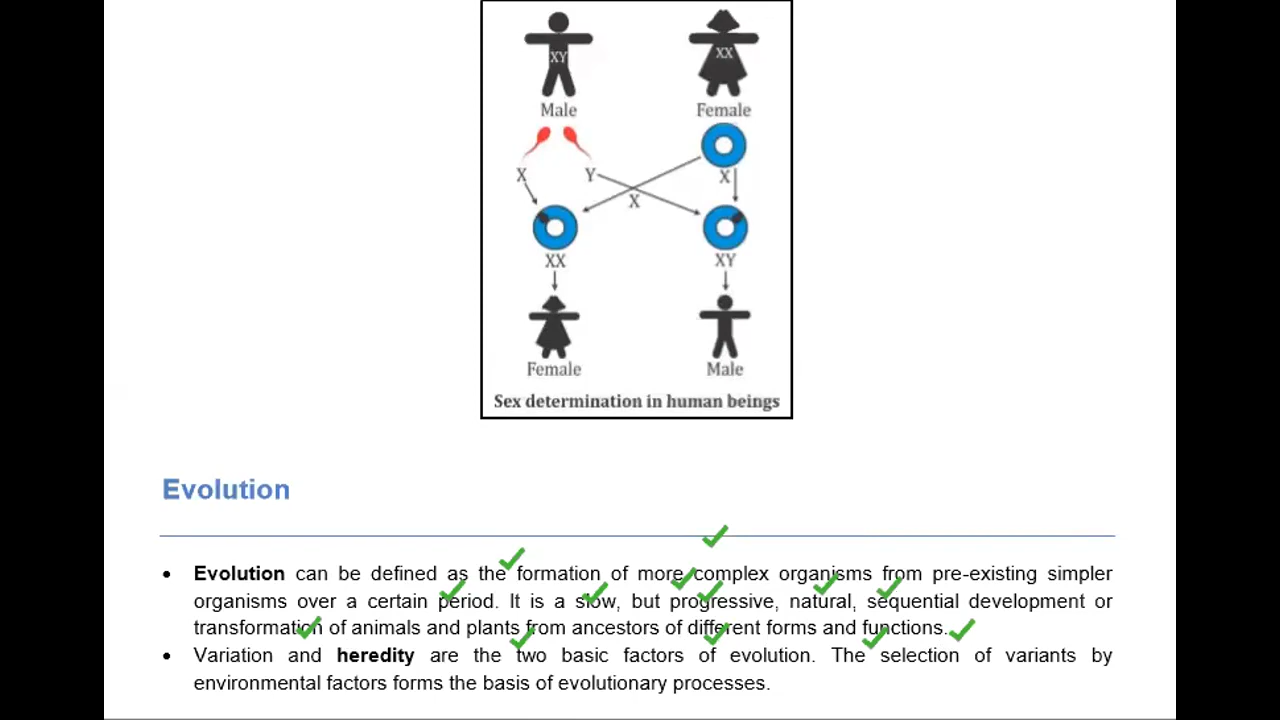 XY
XX
Male
Female
X
Y
X
X
XX
XY
Female
Male
Sex determination in human beings
Evolution
• Evolution can be defined as the formation of more complex organisms from pre-existing simpler
organisms over a certain period. It is a slow, but progressive, natural, sequential development or
transformation of animals and plants from ancestors of different forms and functions.
• Variation and heredity are the two basic factors of evolution. The selection of variants by
environmental factors forms the basis of evolutionary processes.